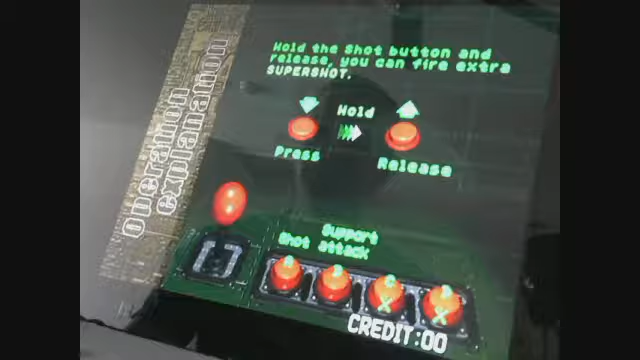 Operation
explanation
Hold the Shot button and
release, you can fire extra
SUPERSHOT.
Hold
Press
Release
Support
Shot attack
A
B
C
X
X
CREDIT:00